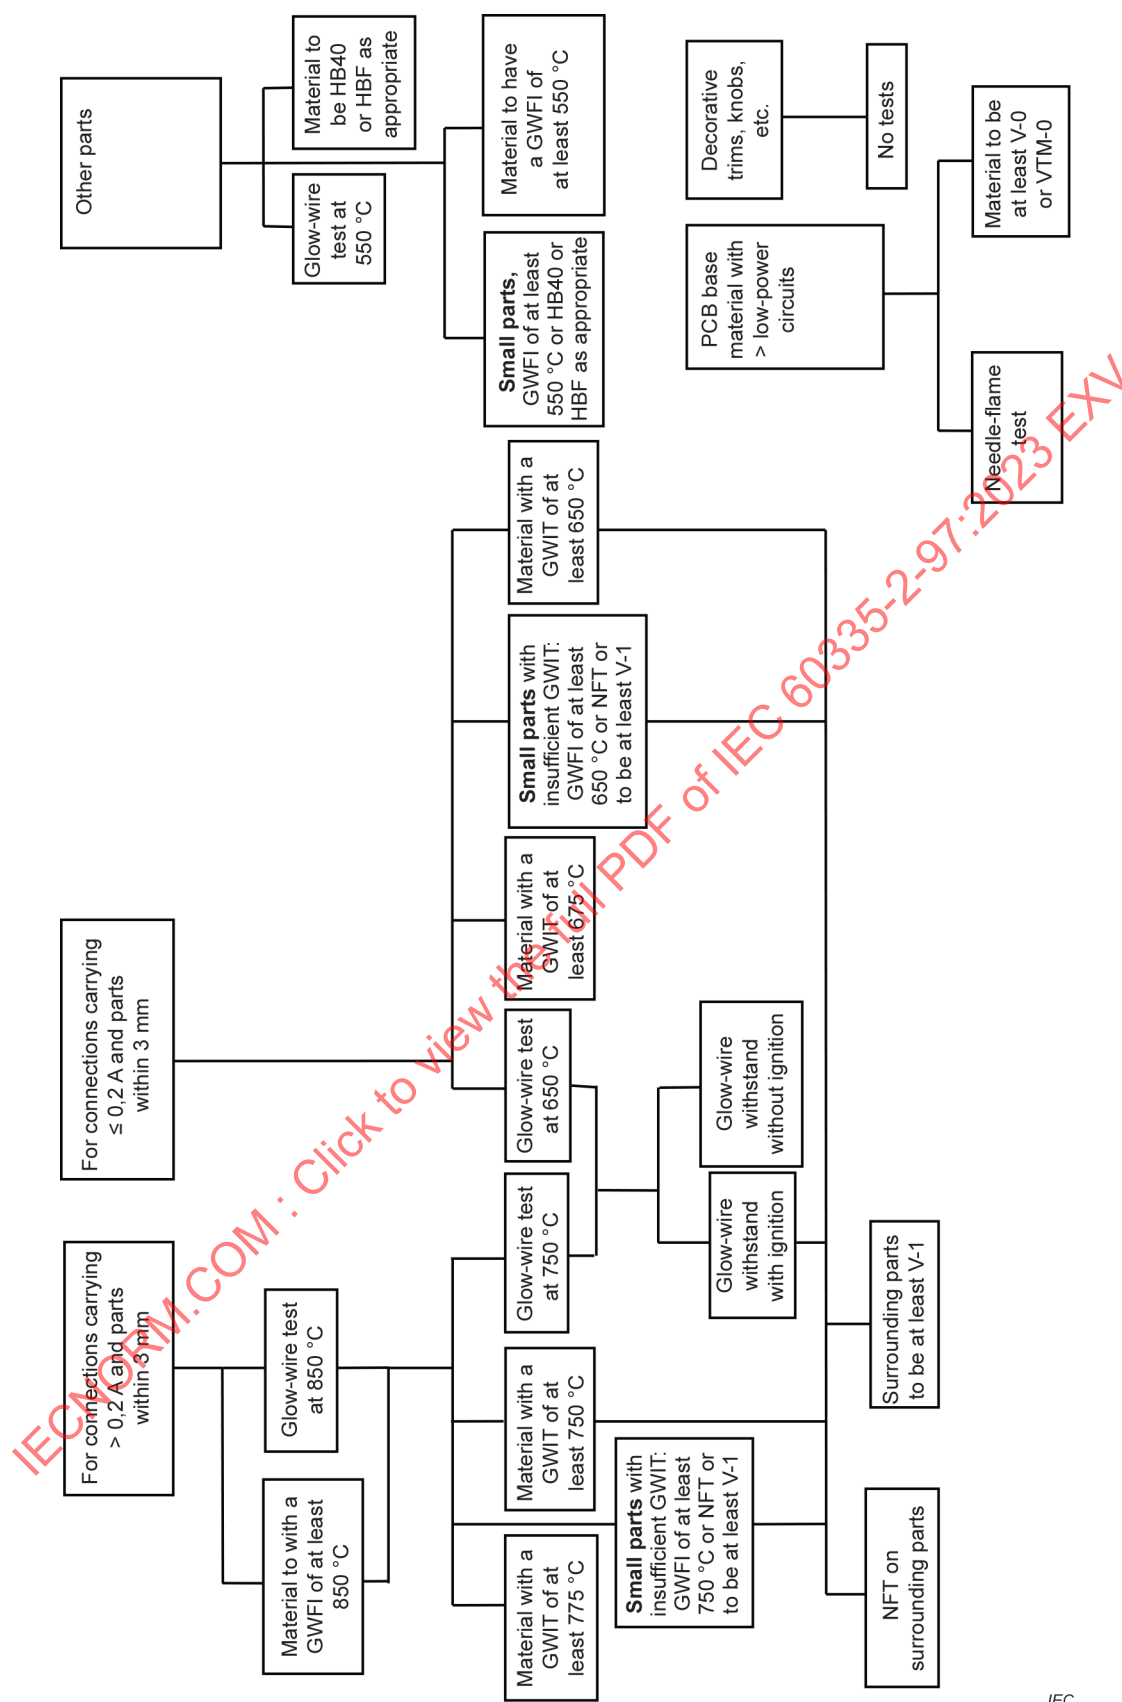 For connections carrying
> 0,2 A and parts
within 3 mm
For connections carrying
≤ 0,2 A and parts
within 3 mm
Other parts
Material to with a
GWFI of at least
850 °C
Glow-wire test
at 850 °C
Glow-wire
test at
550 °C
Material to
be HB40
or HBF as
appropriate
Material with a
GWIT of at
least 775 °C
Small parts with
insufficient GWIT:
GWFI of at least
750 °C or NFT or
to be at least V-1
Material with a
GWIT of at
least 750 °C
Glow-wire test
at 750 °C
Glow-wire test
at 650 °C
Material with a
GWIT of at
least 675 °C
Small parts with
insufficient GWIT:
GWFI of at least
650 °C or NFT or
to be at least V-1
Material with a
GWIT of at
least 650 °C
Small parts,
GWFI of at least
550 °C or HB40 or
HBF as appropriate
Material to have
a GWFI of
at least 550 °C
Glow-wire
withstand
with ignition
Glow-wire
withstand
without ignition
PCB base
material with
> low-power
circuits
Decorative
trims, knobs,
etc.
NFT on
surrounding parts
Surrounding parts
to be at least V-1
No tests
Needle-flame
test
Material to be
at least V-0
or VTM-0
IEC
IECNORM.COM : Click to view the full PDF of IEC 60335-2-97:2023 EXV